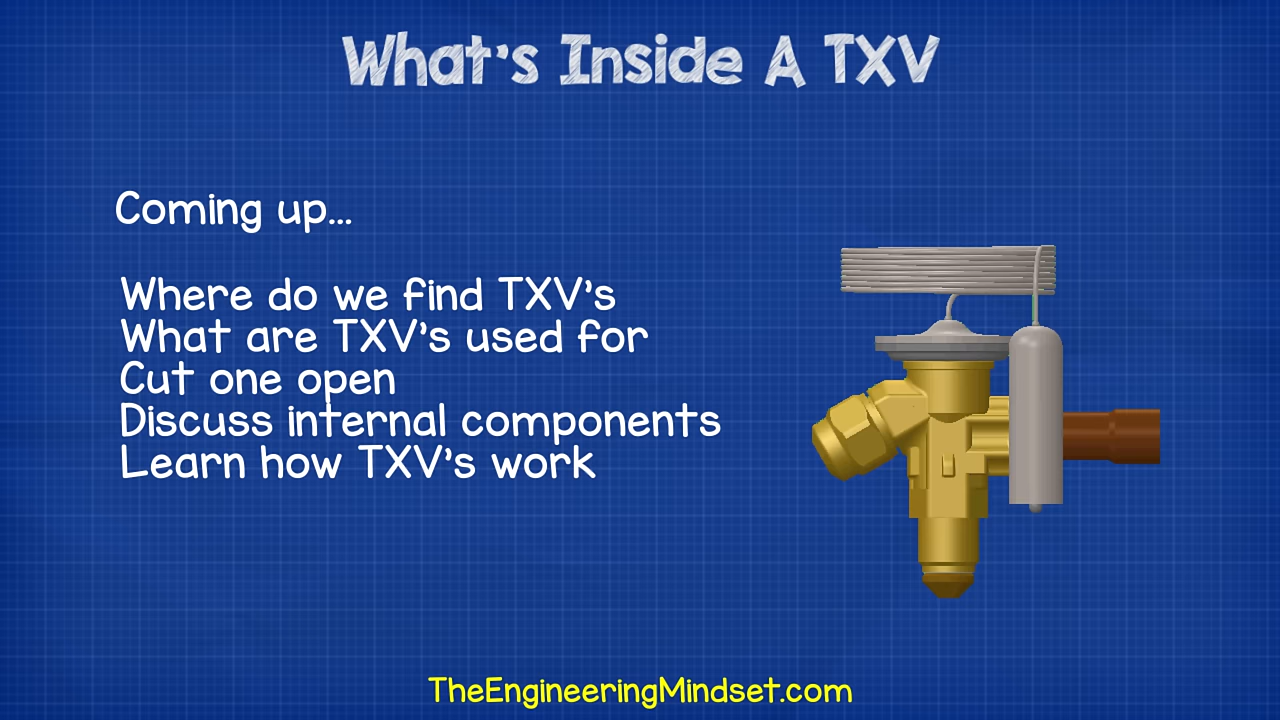 What's Inside A TXV
Coming up...
Where do we find TXV's
What are TXV's used for
Cut one open
Discuss internal components
Learn how TXV's work
TheEngineeringMindset.com